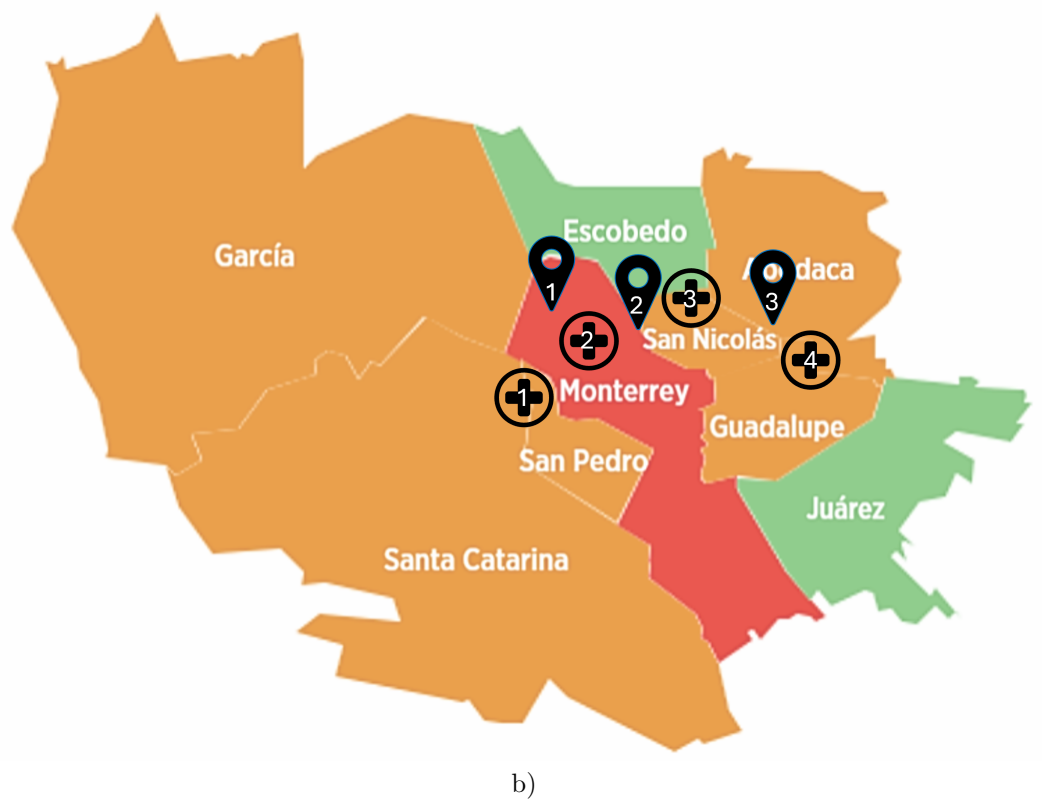 Escobedo
García
Apodaca
1
2
3
3
San Nicolás
2
4
Monterrey
1
Guadalupe
San Pedro
Juárez
Santa Catarina
b)